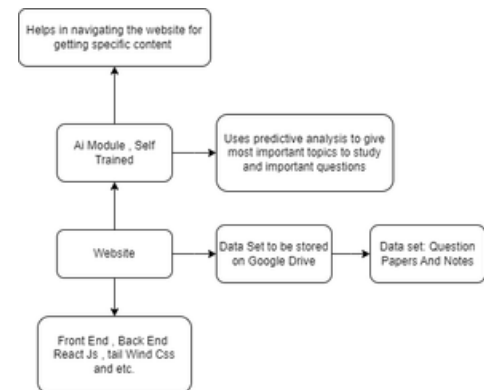 Helps in navigating the website for
getting specific content
Ai Module , Self
Trained
Uses predictive analysis to give
most important topics to study
and important questions
Website
Data Set to be stored
on Google Drive
Data set: Question
Papers And Notes
Front End , Back End
React Js , tail Wind Css
and etc.